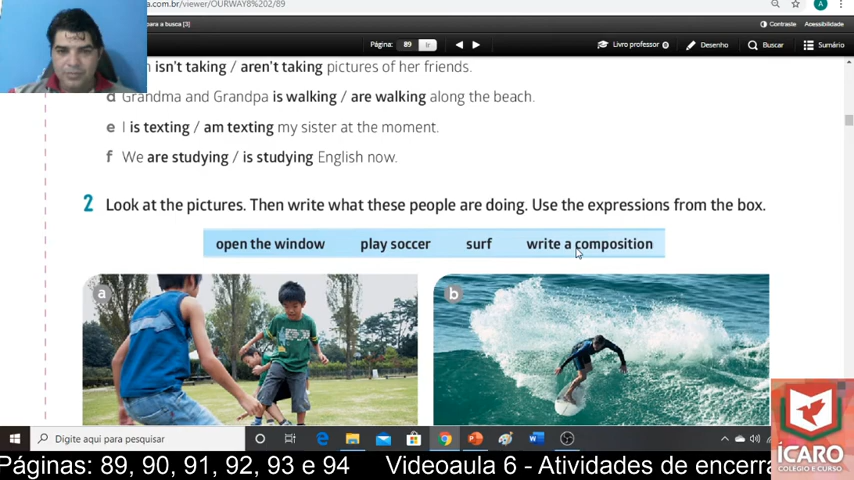 com.br/viewer/OURWAY8%202/89
para a busca [3]
Contraste
Acessibilidade
Página:
89
Ir
Livro professor
Desenho
Buscar
Sumário
isn't taking / aren't taking pictures of her friends.
d Grandma and Grandpa is walking / are walking along the beach.
e I is texting / am texting my sister at the moment.
f We are studying / is studying English now.
2 Look at the pictures. Then write what these people are doing. Use the expressions from the box.
open the window play soccer surf write a composition
a
b
Digite aqui para pesquisar
ÍCARO
COLÉGIO E CURSO
Páginas: 89, 90, 91, 92, 93 e 94 Videoaula 6 - Atividades de encerra